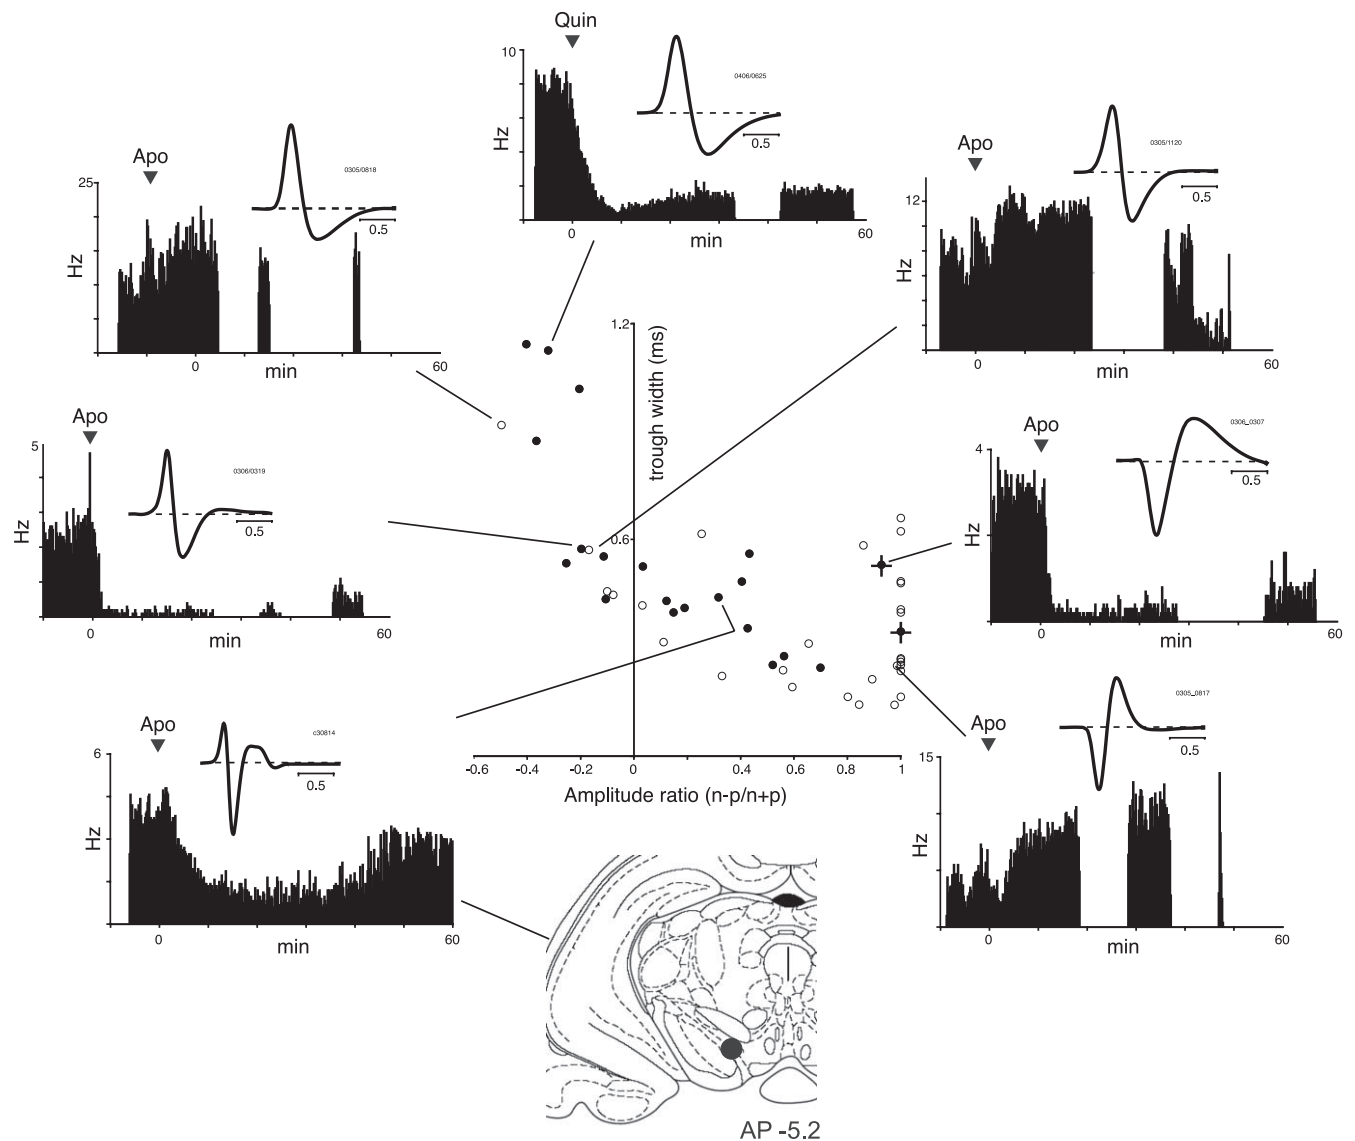 Quin
10
Hz
0406/0625
0.5
0
min
60
Apo
25
Hz
0305/0818
0.5
0
min
60
Apo
12
Hz
0305/1120
0.5
0
min
60
Apo
5
Hz
0306/0319
0.5
0
min
60
1.2
trough width (ms)
0.6
-0.6
-0.4
-0.2
0
0.2
0.4
0.6
0.8
1
Amplitude ratio (n-p/n+p)
Apo
4
Hz
0306_0307
0.5
0
min
60
Apo
6
Hz
c30814
0.5
0
min
60
Apo
15
Hz
0305_0817
0.5
0
min
60
AP -5.2